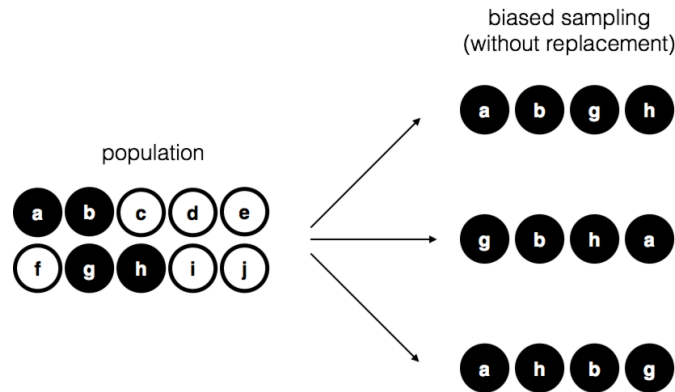 biased sampling
(without replacement)
a b g h
population
a b c d e
f g h i j
g b h a
a h b g